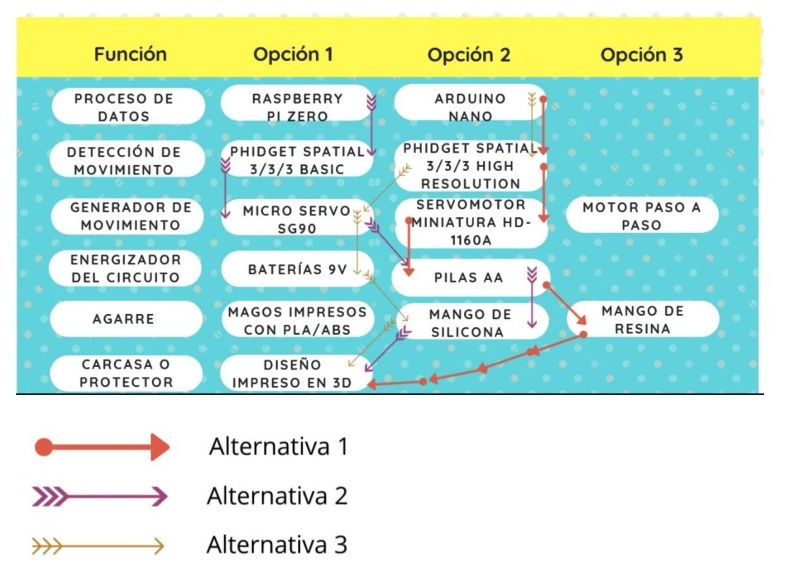 Función Opción 1 Opción 2 Opción 3
PROCESO DE DATOS
RASPBERRY PI ZERO
ARDUINO NANO
DETECCIÓN DE MOVIMIENTO
PHIDGET SPATIAL 3/3/3 BASIC
PHIDGET SPATIAL 3/3/3 HIGH RESOLUTION
GENERADOR DE MOVIMIENTO
MICRO SERVO SG90
SERVOMOTOR MINIATURA HD-1160A
MOTOR PASO A PASO
ENERGIZADOR DEL CIRCUITO
BATERÍAS 9V
PILAS AA
AGARRE
MAGOS IMPRESOS CON PLA/ABS
MANGO DE SILICONA
MANGO DE RESINA
CARCASA O PROTECTOR
DISEÑO IMPRESO EN 3D
Alternativa 1
Alternativa 2
Alternativa 3